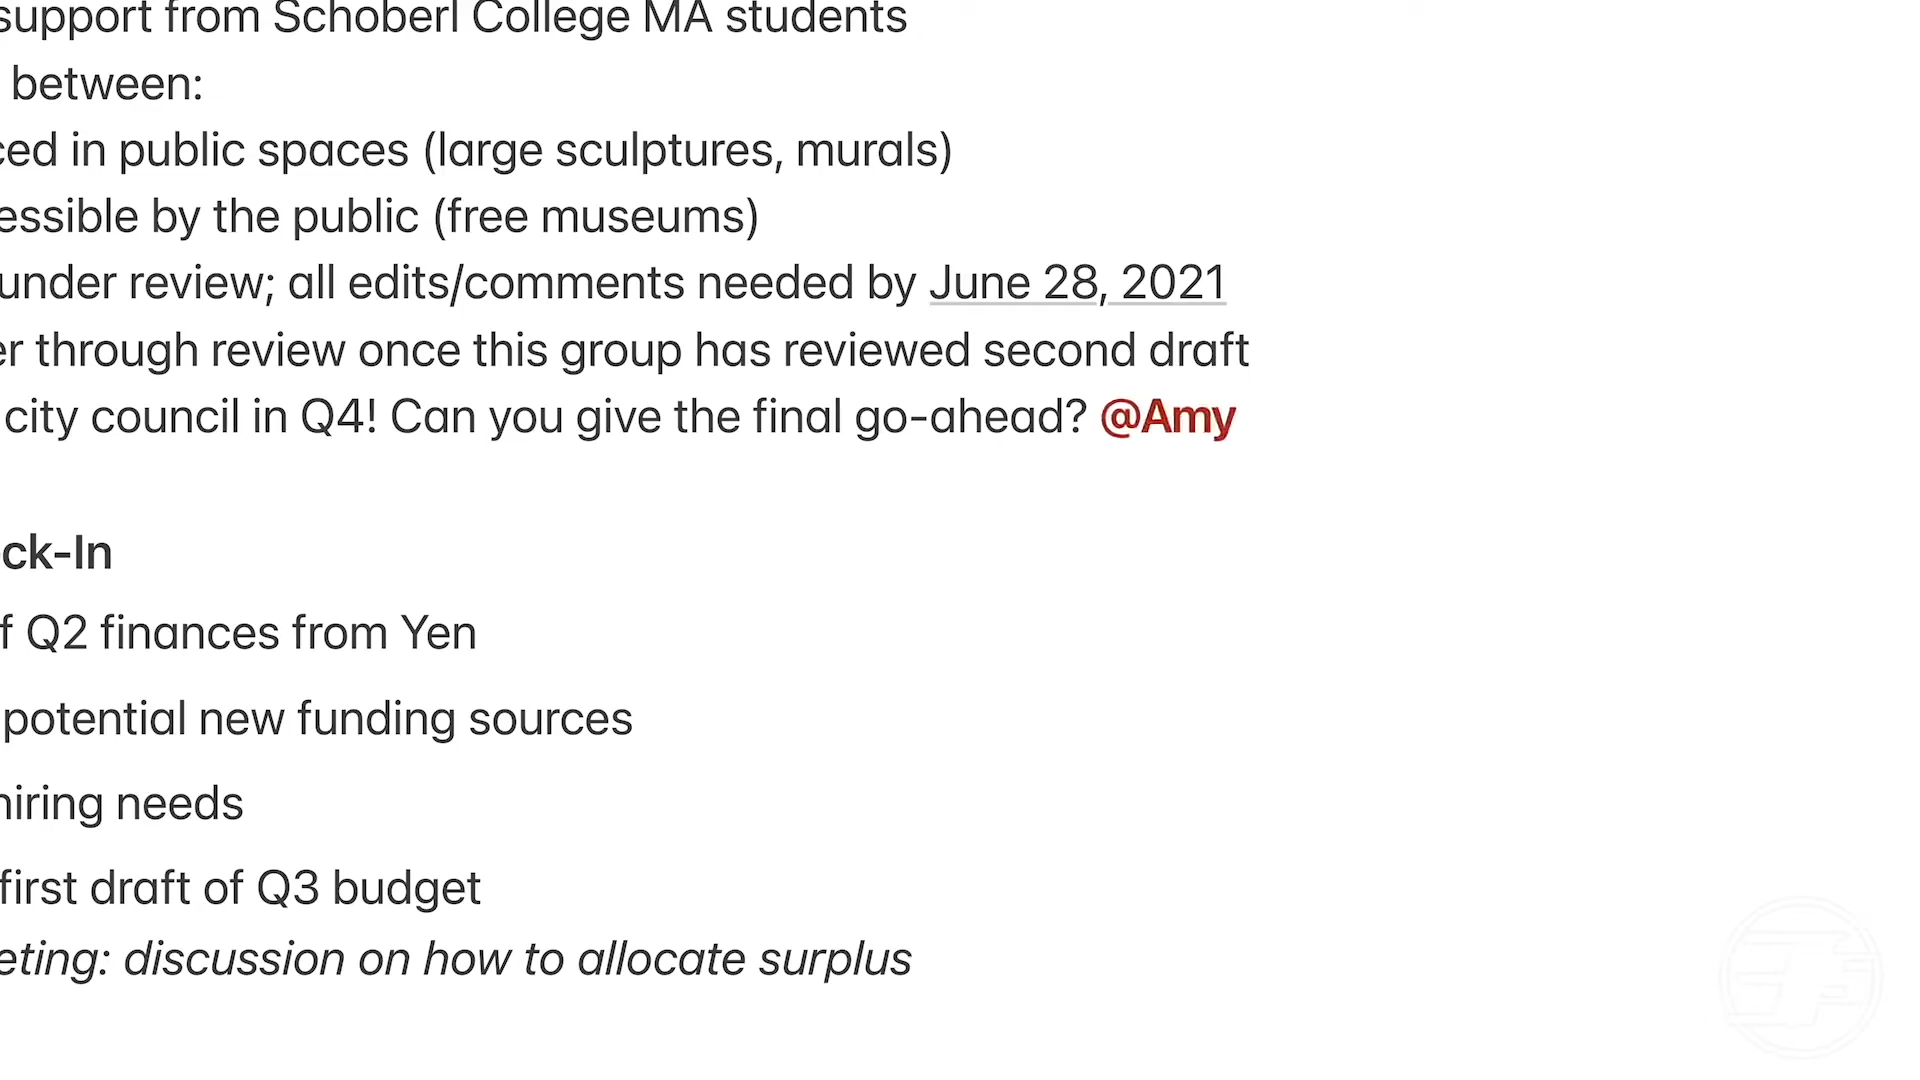 support from Schoberl College MA students
between:
in public spaces (large sculptures, murals)
by the public (free museums)
under review; all edits/comments needed by June 28, 2021
through review once this group has reviewed second draft
city council in Q4! Can you give the final go-ahead? @Amy
ck-In
f Q2 finances from Yen
potential new funding sources
hiring needs
first draft of Q3 budget
eting: discussion on how to allocate surplus